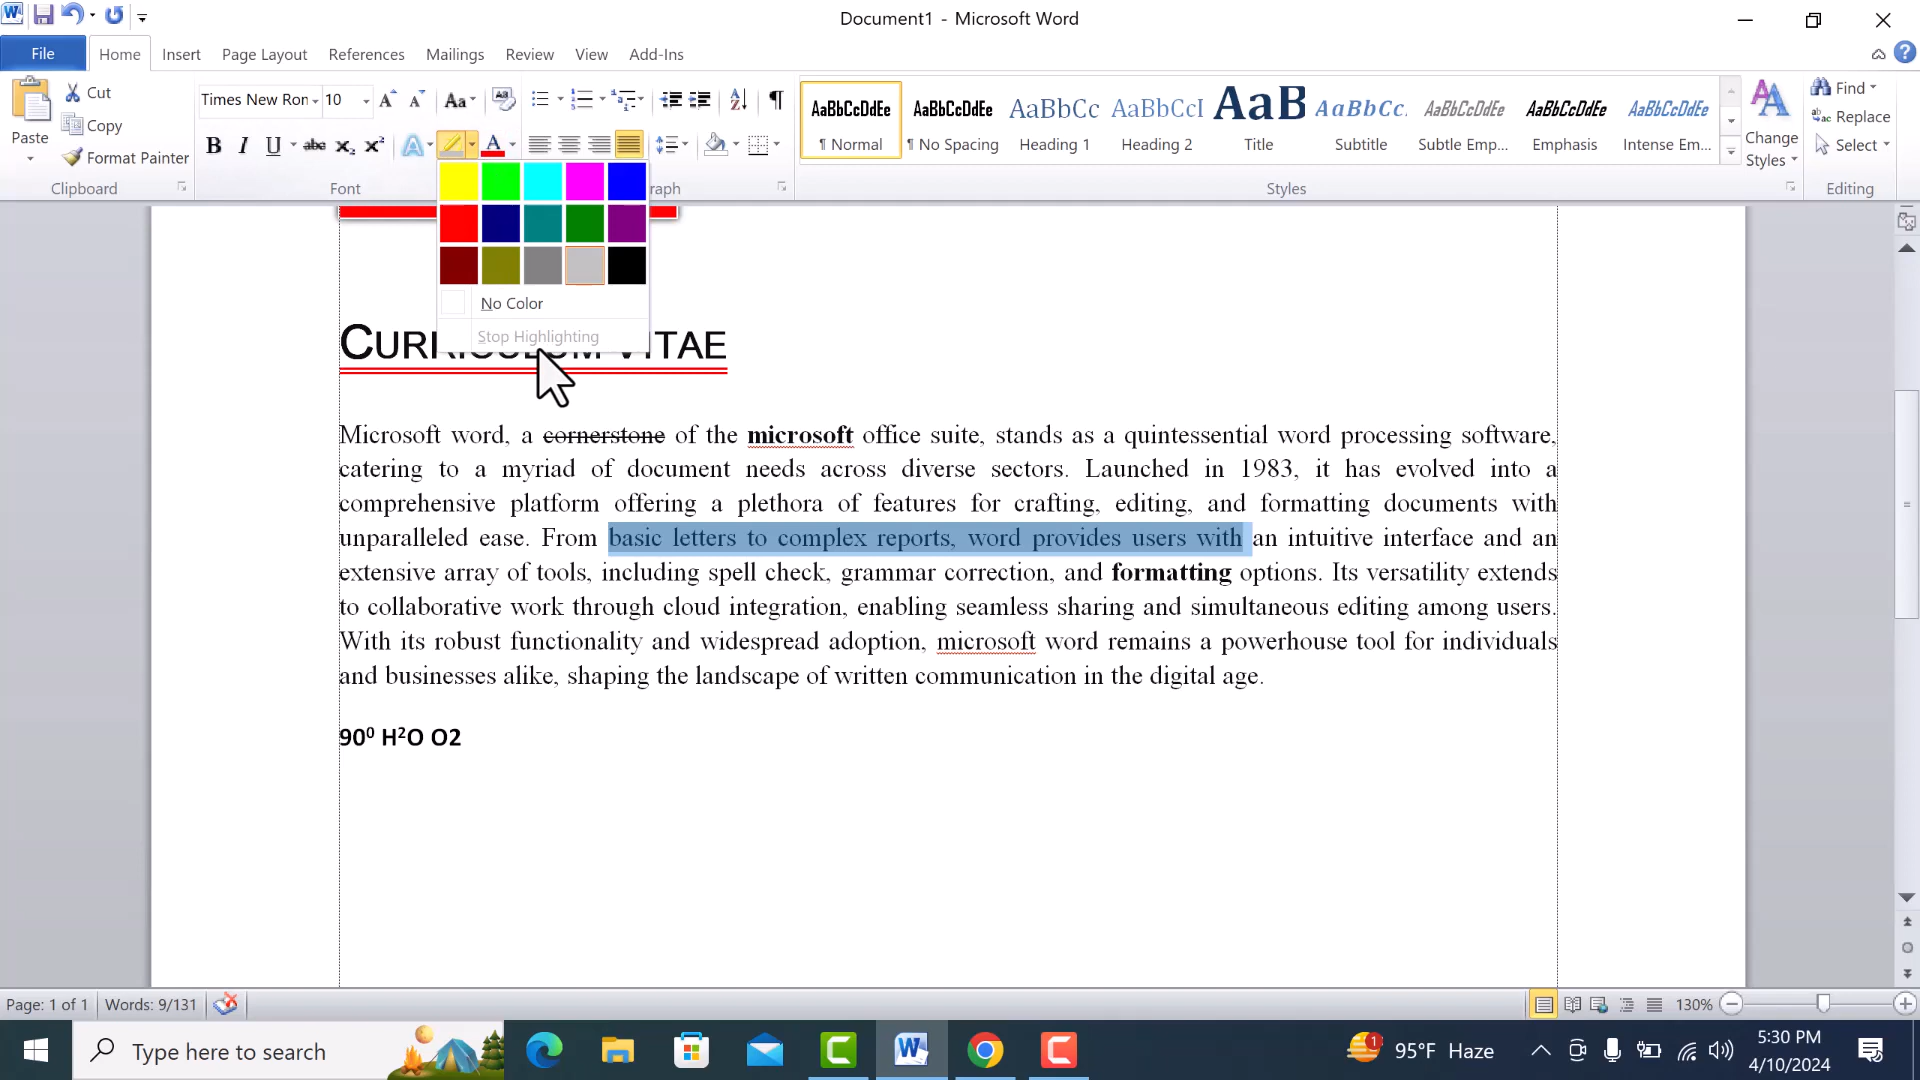 Document1 - Microsoft Word
File Home Insert Page Layout References Mailings Review View Add-Ins
Paste
Cut
Copy
Format Painter
Clipboard
Times New Ron 10
Aa
B I U abc x₂ x² A A
Font
raph
AaBbCcDdEe AaBbCcDdEe AaBbCc AaBbCcI AaB AaBbCc. AaBbCcDdEe AaBbCcDdEe AaBbCcDdEe
¶ Normal ¶ No Spacing Heading 1 Heading 2 Title Subtitle Subtle Emp... Emphasis Intense Em...
Styles
Change
Styles
Find
Replace
Select
Editing
No Color
Stop Highlighting
CURRICULUM VITAE
Microsoft word, a cornerstone of the microsoft office suite, stands as a quintessential word processing software,
catering to a myriad of document needs across diverse sectors. Launched in 1983, it has evolved into a
comprehensive platform offering a plethora of features for crafting, editing, and formatting documents with
unparalleled ease. From basic letters to complex reports, word provides users with an intuitive interface and an
extensive array of tools, including spell check, grammar correction, and formatting options. Its versatility extends
to collaborative work through cloud integration, enabling seamless sharing and simultaneous editing among users.
With its robust functionality and widespread adoption, microsoft word remains a powerhouse tool for individuals
and businesses alike, shaping the landscape of written communication in the digital age.
90⁰ H²O O2
Page: 1 of 1 Words: 9/131 130%
Type here to search
95°F Haze
5:30 PM
4/10/2024